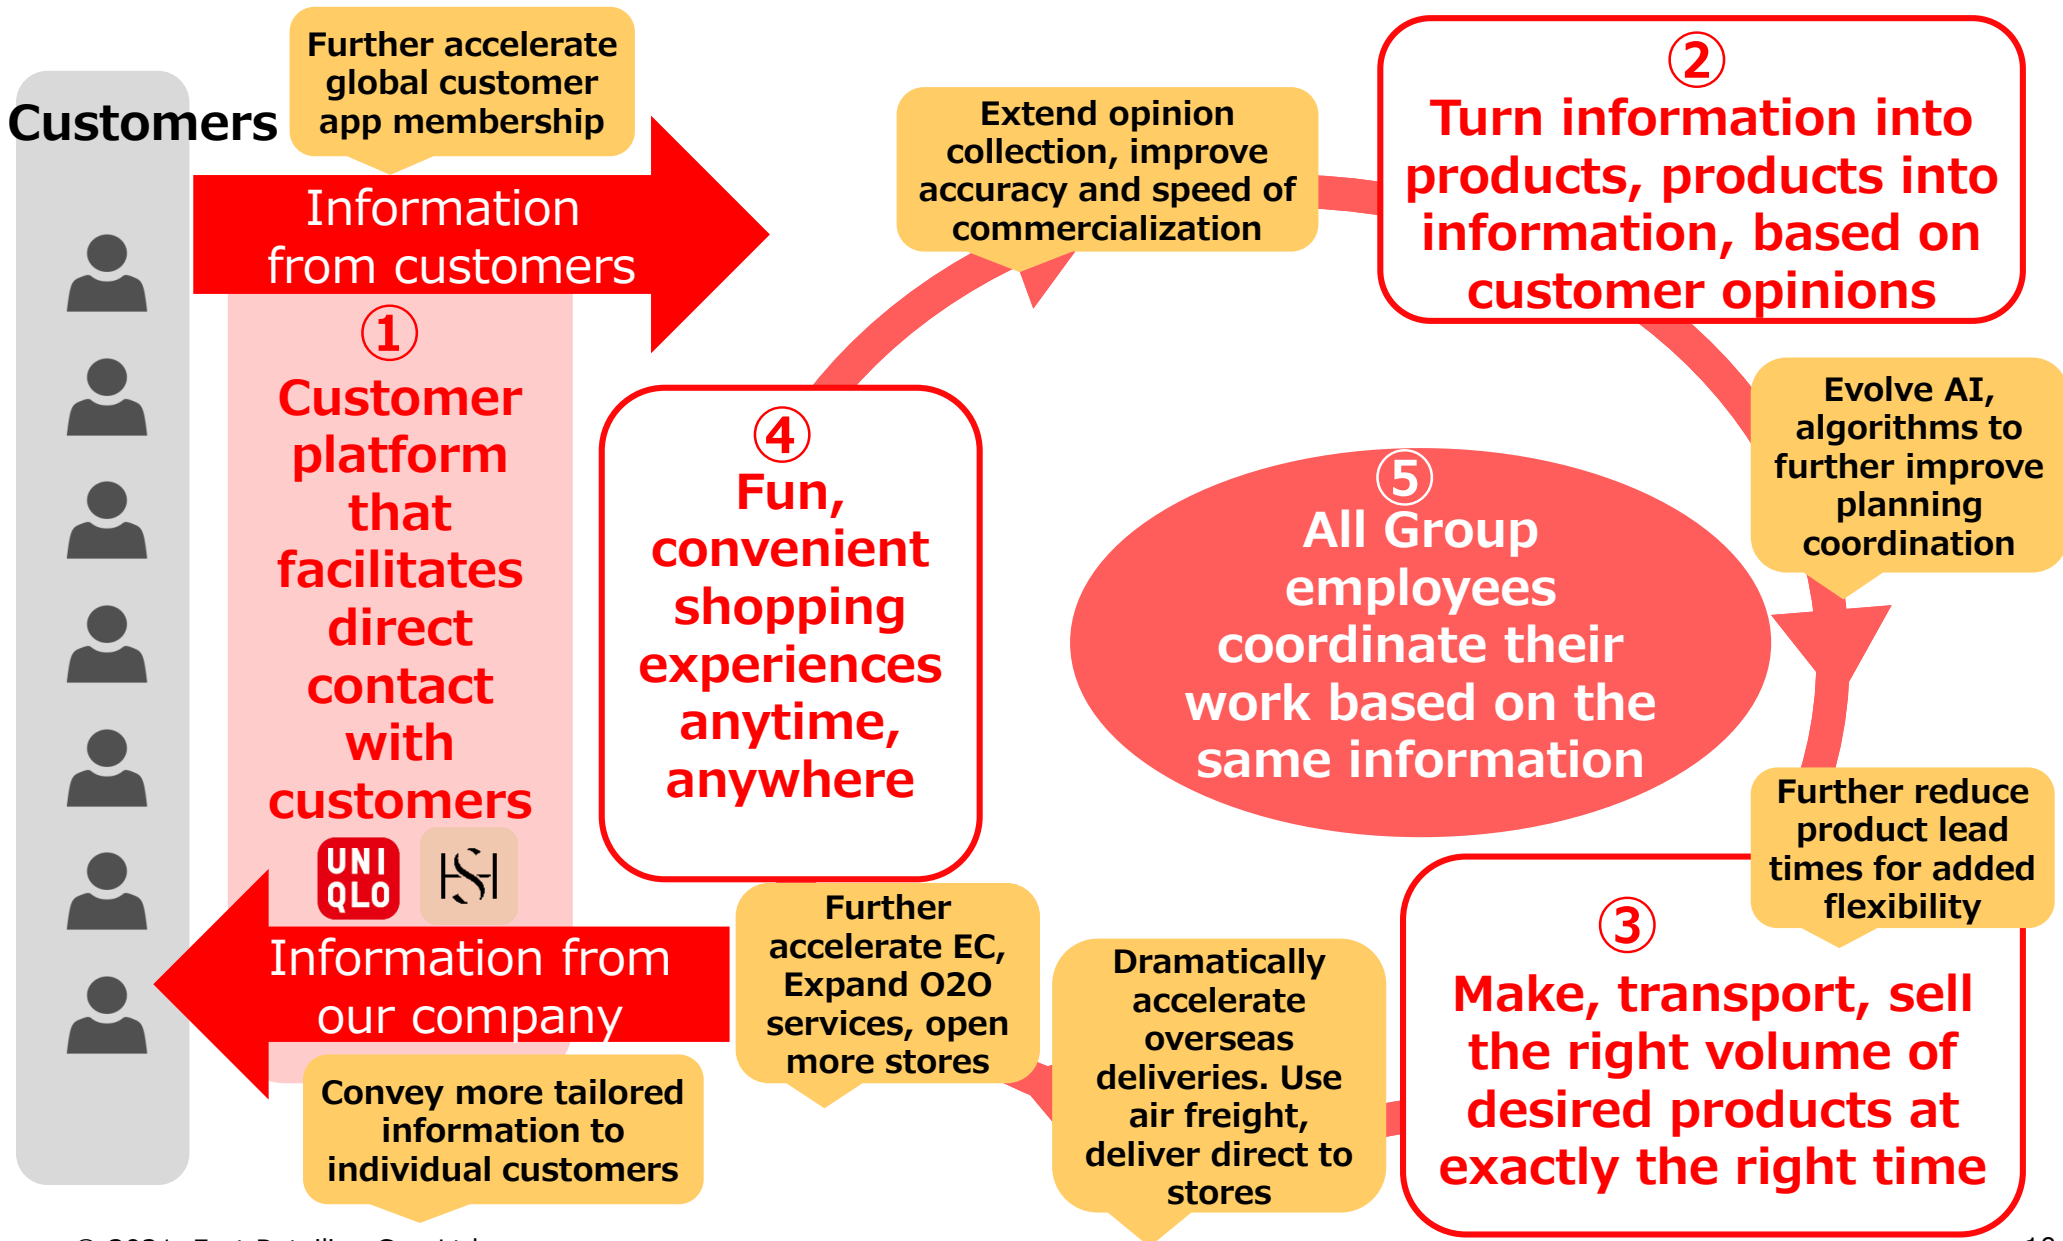 Customers
Further accelerate
global customer
app membership
Information
from customers
①
Customer
platform
that
facilitates
direct
contact
with
customers
UNI
QLO
Information from
our company
Convey more tailored
information to
individual customers
Extend opinion
collection, improve
accuracy and speed of
commercialization
②
Turn information into
products, products into
information, based on
customer opinions
Evolve AI,
algorithms to
further improve
planning
coordination
④
Fun,
convenient
shopping
experiences
anytime,
anywhere
⑤
All Group
employees
coordinate their
work based on the
same information
Further reduce
product lead
times for added
flexibility
③
Make, transport, sell
the right volume of
desired products at
exactly the right time
Further
accelerate EC,
Expand O2O
services, open
more stores
Dramatically
accelerate
overseas
deliveries. Use
air freight,
deliver direct to
stores